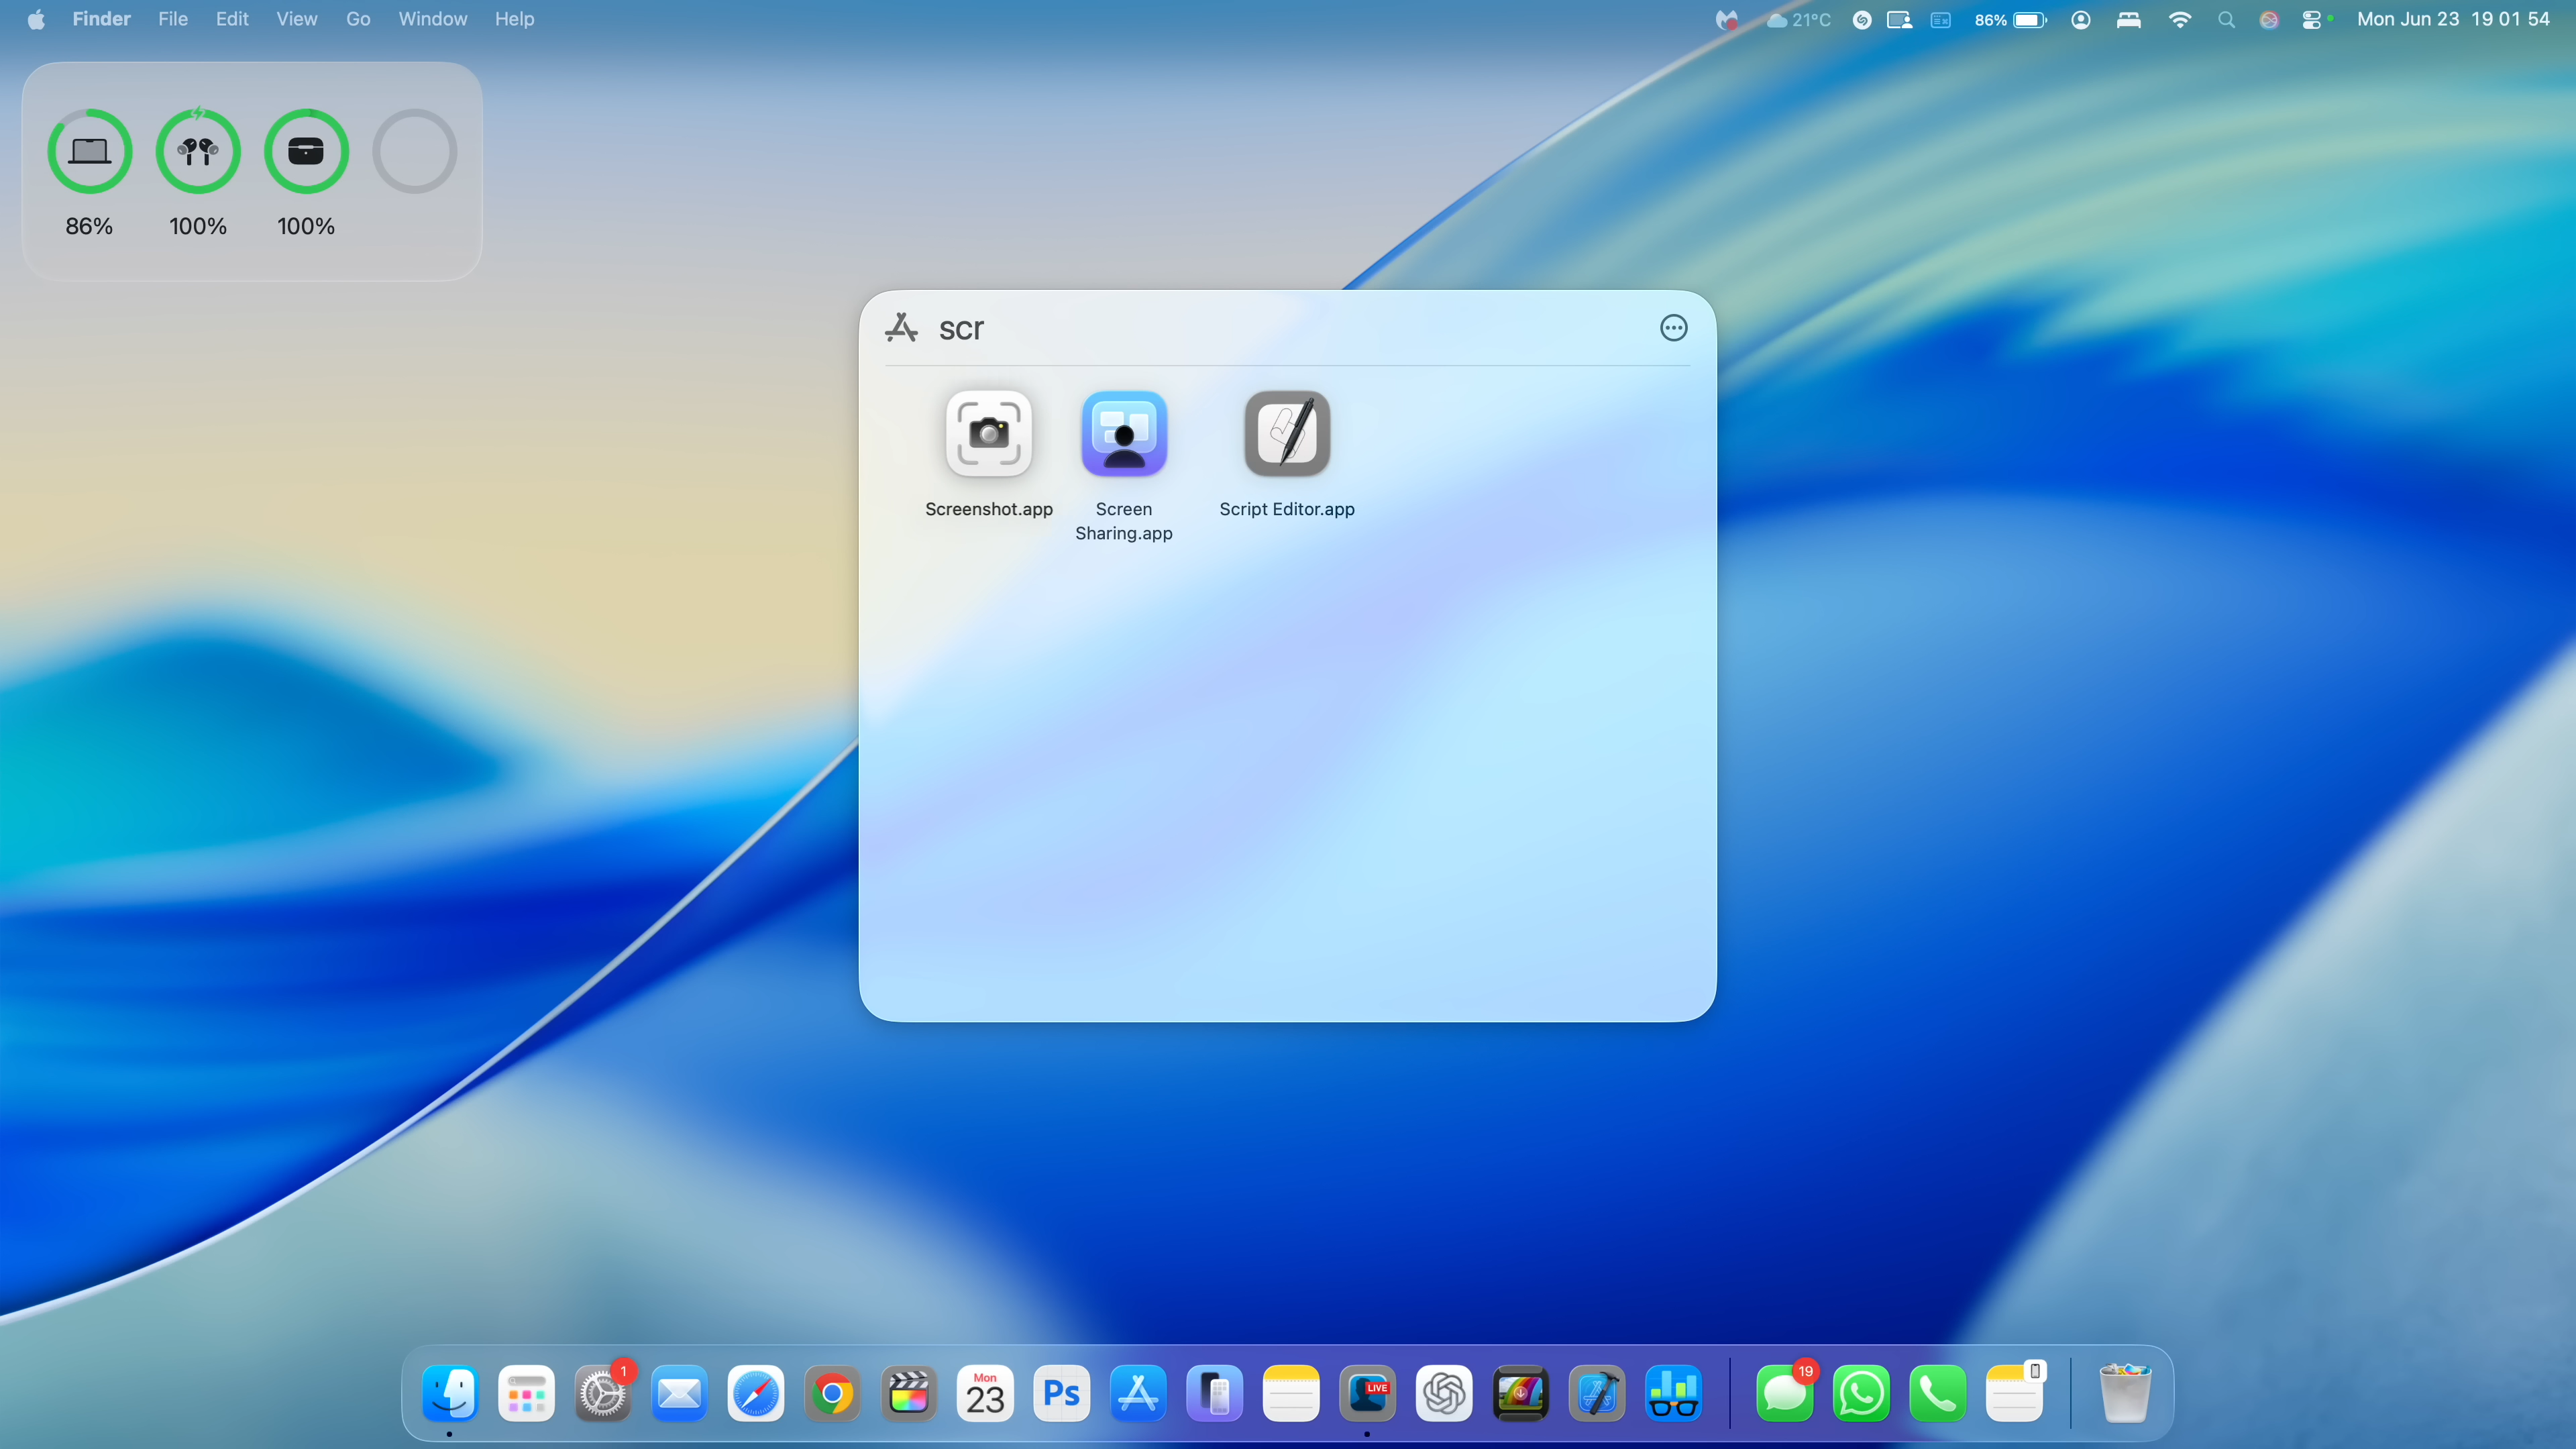 Finder File Edit View Go Window Help
21°C 86% Mon Jun 23 19 01 54
86% 100% 100%
scr
Screenshot.app Screen Script Editor.app
Sharing.app
1
Mon
23
Ps
LIVE
19